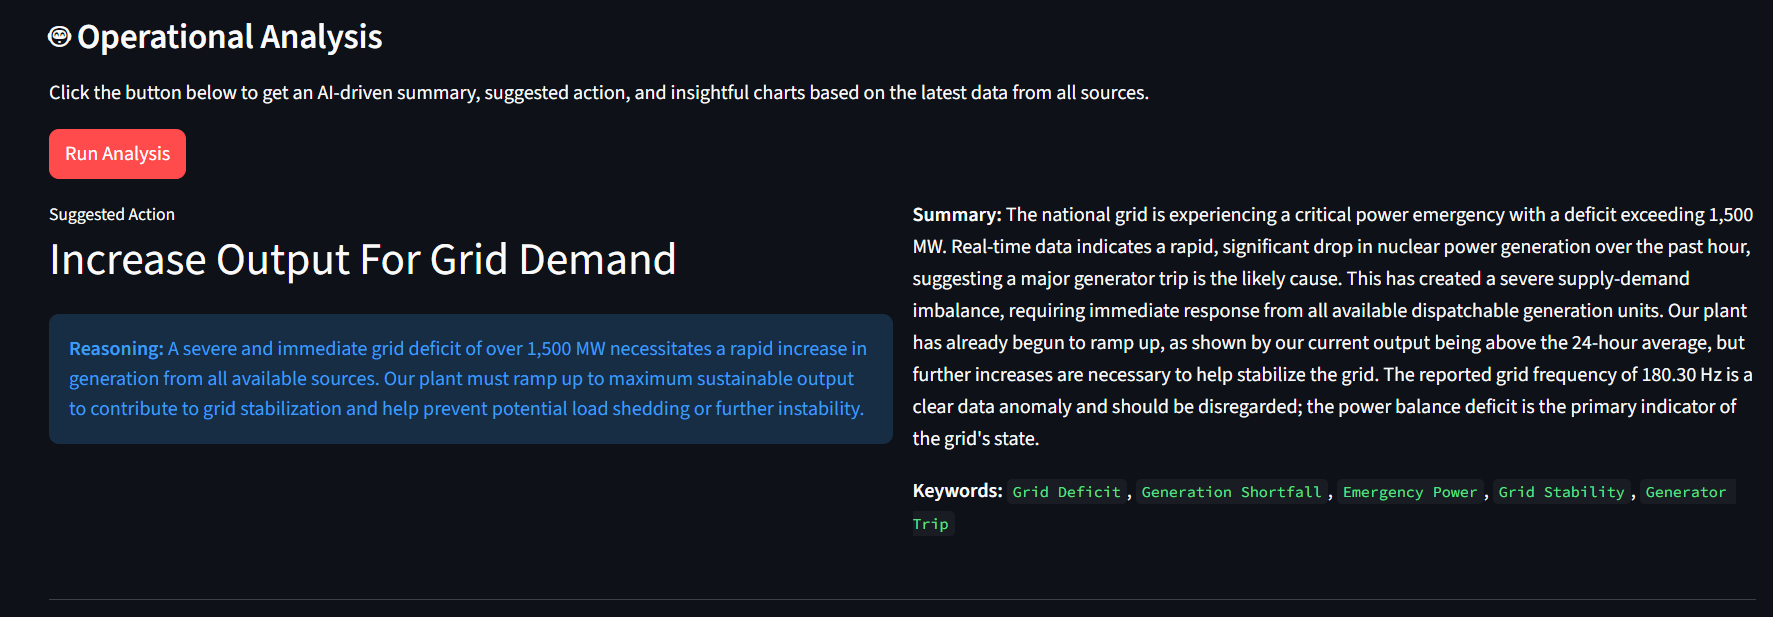 Operational Analysis
Click the button below to get an AI-driven summary, suggested action, and insightful charts based on the latest data from all sources.
Run Analysis
Suggested Action
Increase Output For Grid Demand
Reasoning: A severe and immediate grid deficit of over 1,500 MW necessitates a rapid increase in
generation from all available sources. Our plant must ramp up to maximum sustainable output
to contribute to grid stabilization and help prevent potential load shedding or further instability.
Summary: The national grid is experiencing a critical power emergency with a deficit exceeding 1,500
MW. Real-time data indicates a rapid, significant drop in nuclear power generation over the past hour,
suggesting a major generator trip is the likely cause. This has created a severe supply-demand
imbalance, requiring immediate response from all available dispatchable generation units. Our plant
has already begun to ramp up, as shown by our current output being above the 24-hour average, but
further increases are necessary to help stabilize the grid. The reported grid frequency of 180.30 Hz is a
clear data anomaly and should be disregarded; the power balance deficit is the primary indicator of
the grid's state.
Keywords: Grid Deficit, Generation Shortfall, Emergency Power, Grid Stability, Generator
Trip